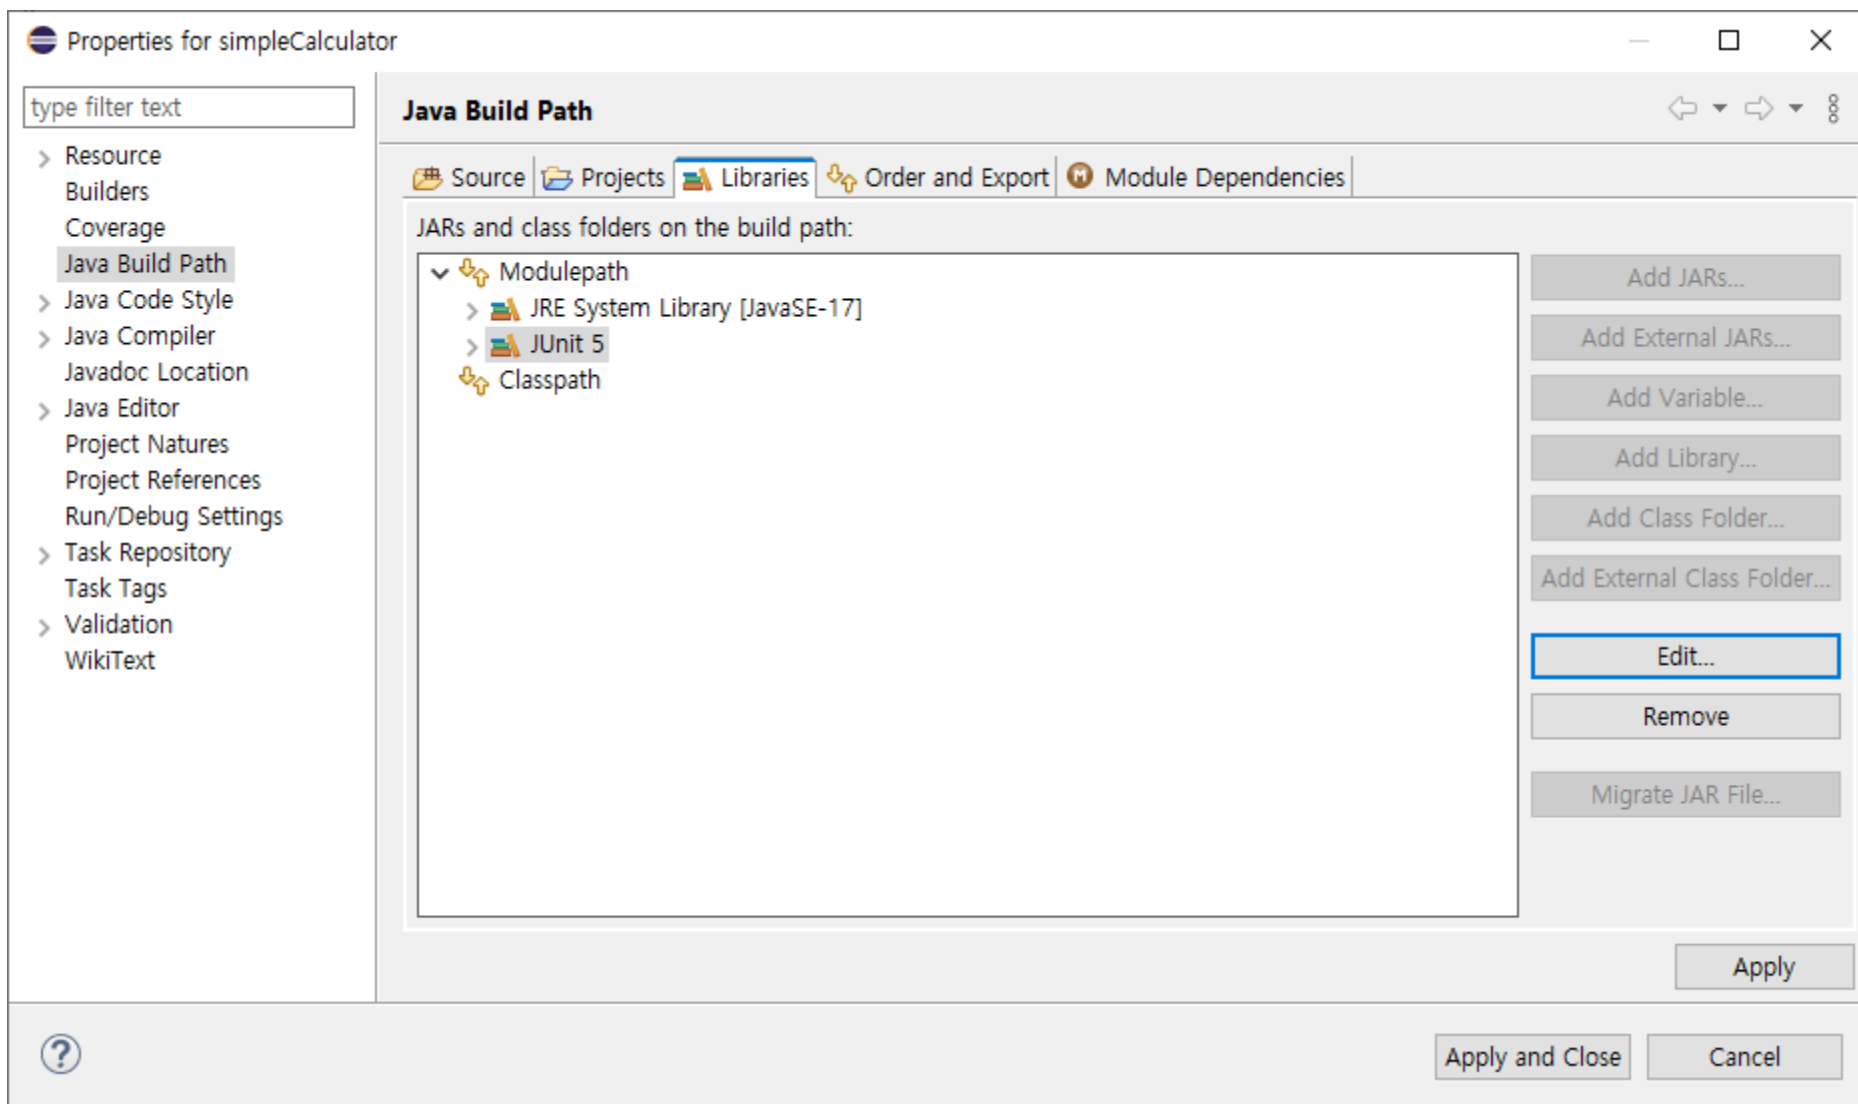 Properties for simpleCalculator
type filter text
Resource
Builders
Coverage
Java Build Path
Java Code Style
Java Compiler
Javadoc Location
Java Editor
Project Natures
Project References
Run/Debug Settings
Task Repository
Task Tags
Validation
WikiText
Java Build Path
Source Projects Libraries Order and Export Module Dependencies
JARs and class folders on the build path:
Modulepath
JRE System Library [JavaSE-17]
JUnit 5
Classpath
Add JARs...
Add External JARs...
Add Variable...
Add Library...
Add Class Folder...
Add External Class Folder...
Edit...
Remove
Migrate JAR File...
Apply
Apply and Close Cancel